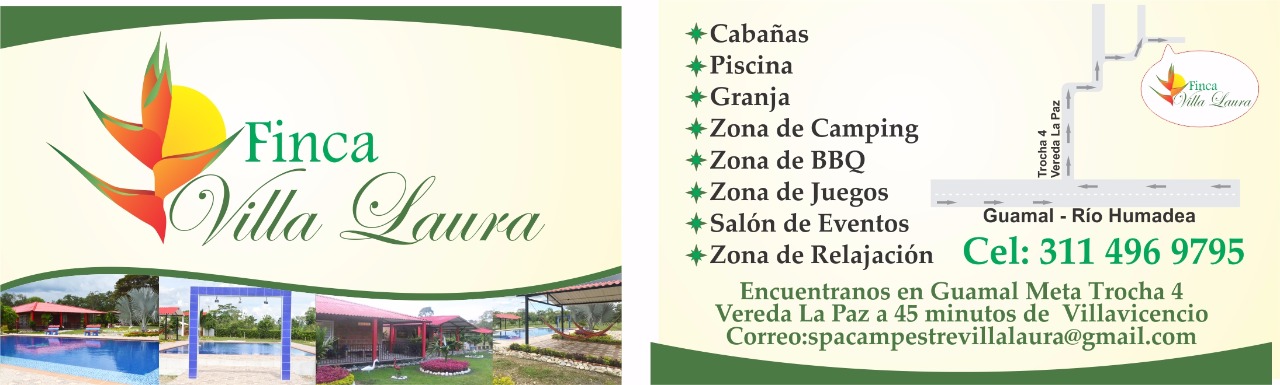 Finca
Villa Laura
Cabañas
Piscina
Granja
Zona de Camping
Zona de BBQ
Zona de Juegos
Salón de Eventos
Zona de Relajación
Trocha 4
Vereda La Paz
Finca
Villa Laura
Guamal - Río Humadea
Cel: 311 496 9795
Encuentranos en Guamal Meta Trocha 4
Vereda La Paz a 45 minutos de Villavicencio
Correo:spacampestrevillalaura@gmail.com